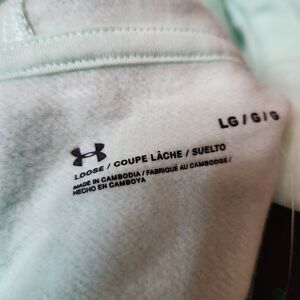 LG / G / G
LOOSE / COUPE LÂCHE / SUELTO
MADE IN CAMBODIA / FABRIQUÉ AU CAMBODGE /
HECHO EN CAMBOYA